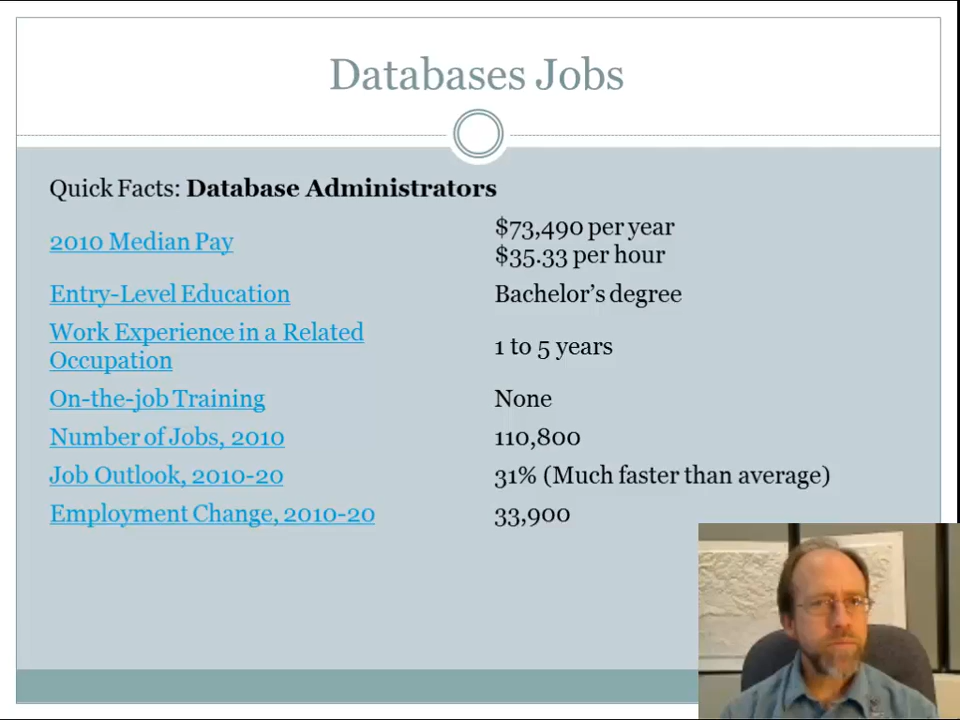 Databases Jobs
Quick Facts: Database Administrators
2010 Median Pay
$73,490 per year
$35.33 per hour
Entry-Level Education
Bachelor's degree
Work Experience in a Related
Occupation
1 to 5 years
On-the-job Training
None
Number of Jobs, 2010
110,800
Job Outlook, 2010-20
31% (Much faster than average)
Employment Change, 2010-20
33,900